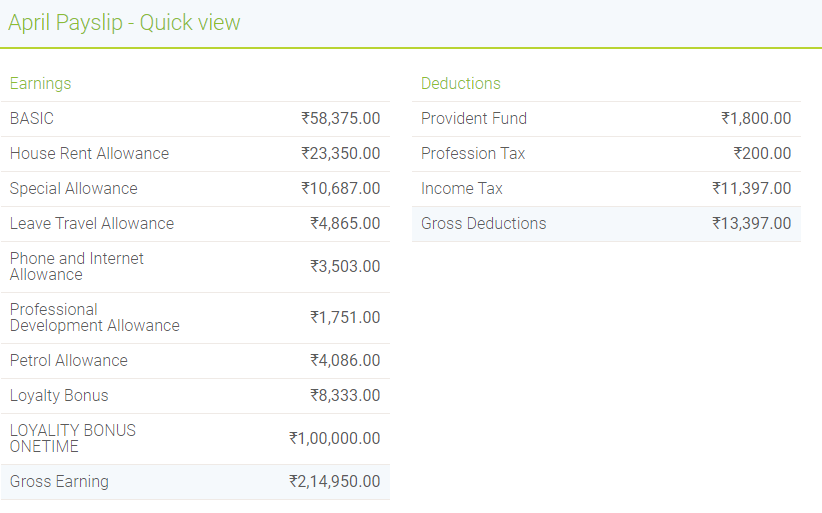 April Payslip - Quick view
Earnings
BASIC ₹58,375.00
House Rent Allowance ₹23,350.00
Special Allowance ₹10,687.00
Leave Travel Allowance ₹4,865.00
Phone and Internet
Allowance ₹3,503.00
Professional
Development Allowance ₹1,751.00
Petrol Allowance ₹4,086.00
Loyalty Bonus ₹8,333.00
LOYALITY BONUS
ONETIME ₹1,00,000.00
Gross Earning ₹2,14,950.00
Deductions
Provident Fund ₹1,800.00
Profession Tax ₹200.00
Income Tax ₹11,397.00
Gross Deductions ₹13,397.00